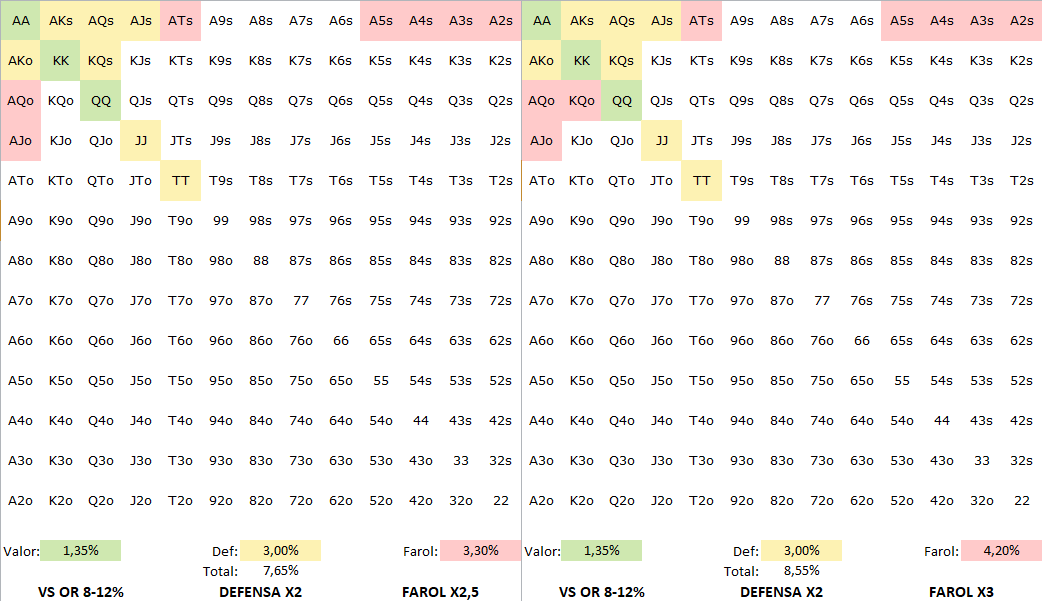 AA AKs AQs AJs ATs A9s A8s A7s A6s A5s A4s A3s A2s AA AKs AQs AJs ATs A9s A8s A7s A6s A5s A4s A3s A2s
AKo KK KQs KJs KTs K9s K8s K7s K6s K5s K4s K3s K2s AKo KK KQs KJs KTs K9s K8s K7s K6s K5s K4s K3s K2s
AQo KQo QQ QJs QTs Q9s Q8s Q7s Q6s Q5s Q4s Q3s Q2s AQo KQo QQ QJs QTs Q9s Q8s Q7s Q6s Q5s Q4s Q3s Q2s
AJo KJo QJo JJ JTs J9s J8s J7s J6s J5s J4s J3s J2s AJo KJo QJo JJ JTs J9s J8s J7s J6s J5s J4s J3s J2s
ATo KTo QTo JTo TT T9s T8s T7s T6s T5s T4s T3s T2s ATo KTo QTo JTo TT T9s T8s T7s T6s T5s T4s T3s T2s
A9o K9o Q9o J9o T9o 99 98s 97s 96s 95s 94s 93s 92s A9o K9o Q9o J9o T9o 99 98s 97s 96s 95s 94s 93s 92s
A8o K8o Q8o J8o T8o 98o 88 87s 86s 85s 84s 83s 82s A8o K8o Q8o J8o T8o 98o 88 87s 86s 85s 84s 83s 82s
A7o K7o Q7o J7o T7o 97o 87o 77 76s 75s 74s 73s 72s A7o K7o Q7o J7o T7o 97o 87o 77 76s 75s 74s 73s 72s
A6o K6o Q6o J6o T6o 96o 86o 76o 66 65s 64s 63s 62s A6o K6o Q6o J6o T6o 96o 86o 76o 66 65s 64s 63s 62s
A5o K5o Q5o J5o T5o 95o 85o 75o 65o 55 54s 53s 52s A5o K5o Q5o J5o T5o 95o 85o 75o 65o 55 54s 53s 52s
A4o K4o Q4o J4o T4o 94o 84o 74o 64o 54o 44 43s 42s A4o K4o Q4o J4o T4o 94o 84o 74o 64o 54o 44 43s 42s
A3o K3o Q3o J3o T3o 93o 83o 73o 63o 53o 43o 33 32s A3o K3o Q3o J3o T3o 93o 83o 73o 63o 53o 43o 33 32s
A2o K2o Q2o J2o T2o 92o 82o 72o 62o 52o 42o 32o 22 A2o K2o Q2o J2o T2o 92o 82o 72o 62o 52o 42o 32o 22
Valor: 1,35% Def: 3,00% Farol: 3,30% Valor: 1,35% Def: 3,00% Farol: 4,20%
Total: 7,65% Total: 8,55%
VS OR 8-12% DEFENSA X2 FAROL X2,5 VS OR 8-12% DEFENSA X2 FAROL X3